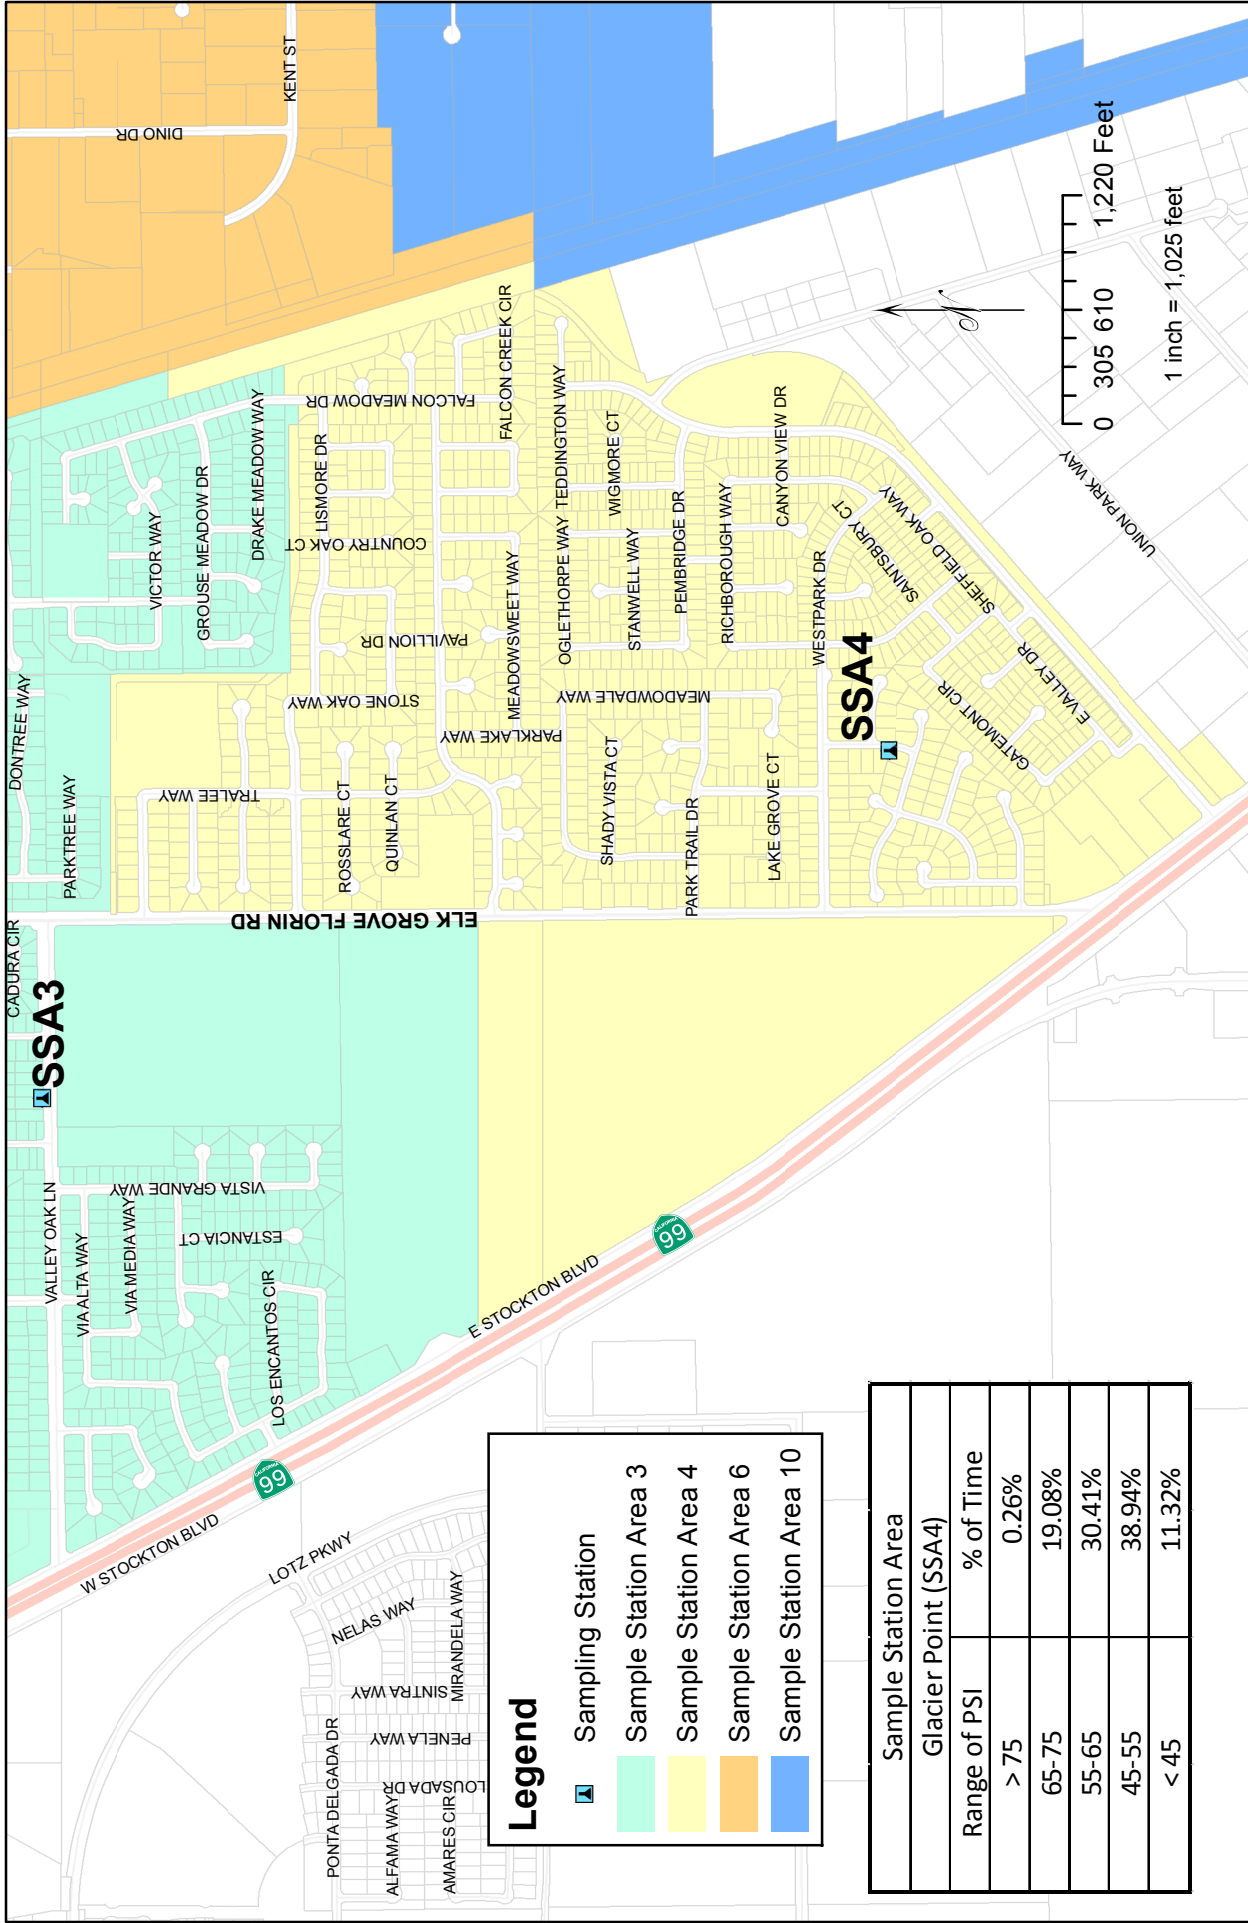 CADURA CIR
SSA3
VALLEY OAK LN
VIA ALTA WAY
VIA MEDIA WAY
VISTA GRANDE WAY
ESTANCIA CT
LOS ENCANTOS CIR
W STOCKTON BLVD
CALIFORNIA
99
E STOCKTON BLVD
CALIFORNIA
99
LOTZ PKWY
NELAS WAY
MIRANDELA WAY
SINTRA WAY
PENELA WAY
LOUSADA DR
PONTA DELGADA DR
ALFAMA WAY
AMARES CIR
DONTREE WAY
PARKTREE WAY
ELK GROVE FLORIN RD
VICTOR WAY
GROUSE MEADOW DR
DRAKE MEADOW WAY
DINO DR
KENT ST
TRALEE WAY
ROSSLARE CT
QUINLAN CT
STONE OAK WAY
PAVILLION DR
COUNTRY OAK CT
LISMORE DR
FALCON MEADOW DR
FALCON CREEK CIR
MEADOWSWEET WAY
PARKLAKE WAY
OGLETHORPE WAY
TEDDINGTON WAY
WIGMORE CT
STANWELL WAY
PEMBRIDGE DR
MEADOWDALE WAY
SHADY VISTA CT
PARK TRAIL DR
LAKE GROVE CT
RICHBOROUGH WAY
CANYON VIEW DR
WESTPARK DR
SAINTSBURY CT
SHEFFIELD OAK WAY
SSA4
GATEMONT CIR
E VALLEY DR
UNION PARK WAY
N
0 305 610 1,220 Feet
1 inch = 1,025 feet
Legend
Sampling Station
Sample Station Area 3
Sample Station Area 4
Sample Station Area 6
Sample Station Area 10
Sample Station Area
Glacier Point (SSA4)
Range of PSI % of Time
> 75 0.26%
65-75 19.08%
55-65 30.41%
45-55 38.94%
< 45 11.32%